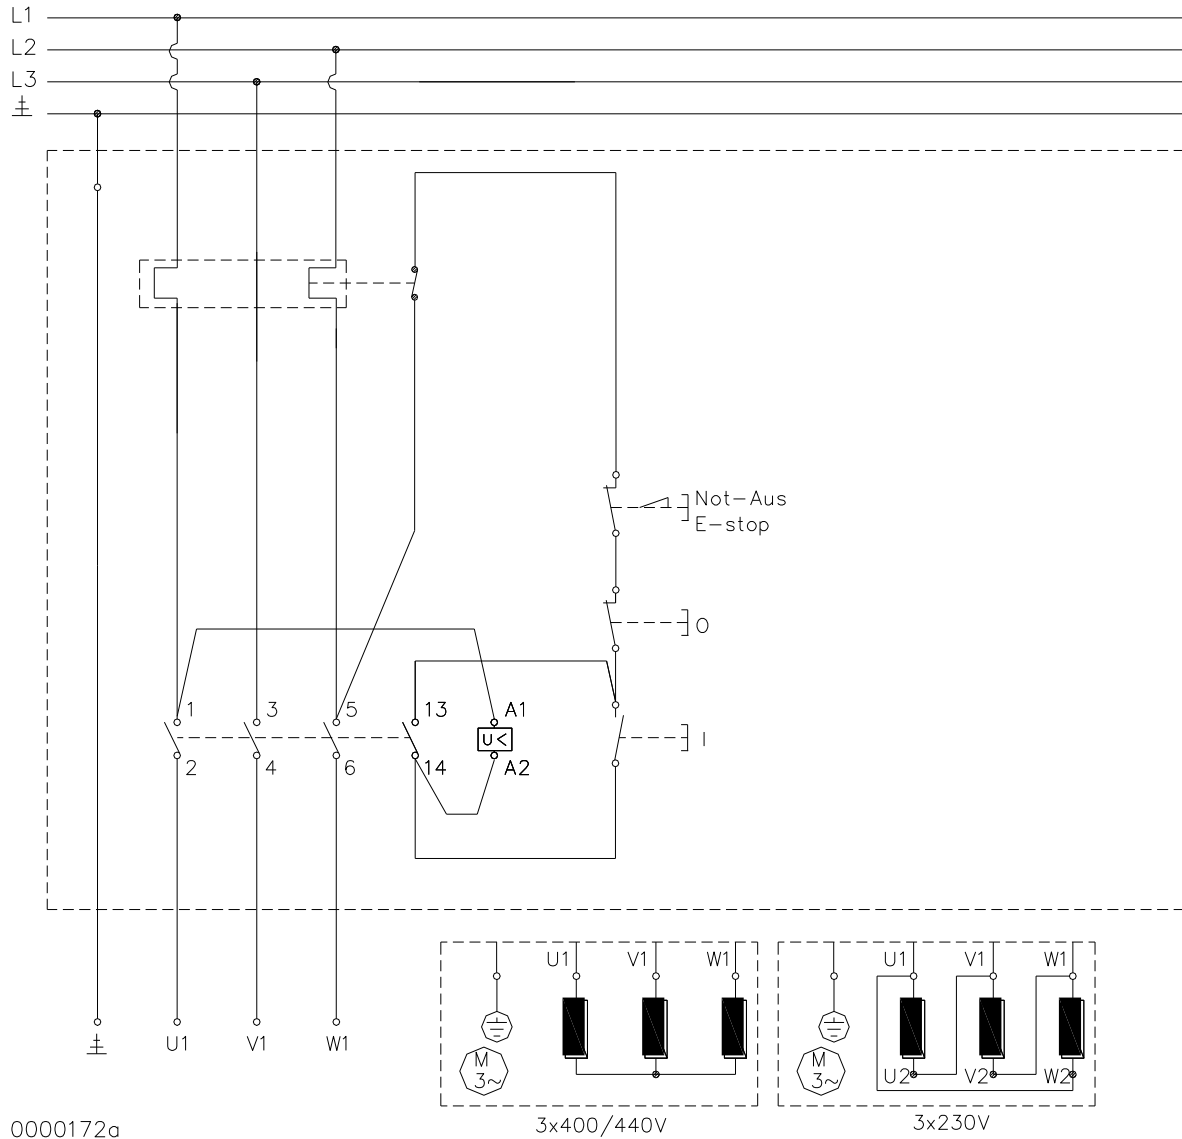 L1
L2
L3
Not-Aus
E-stop
O
1 3 5 13 A1
U<
I
2 4 6 14 A2
U1 V1 W1 U1 V1 W1
U1 V1 W1
M
3~
M
3~
U2 V2 W2
3x400/440V 3x230V
0000172a